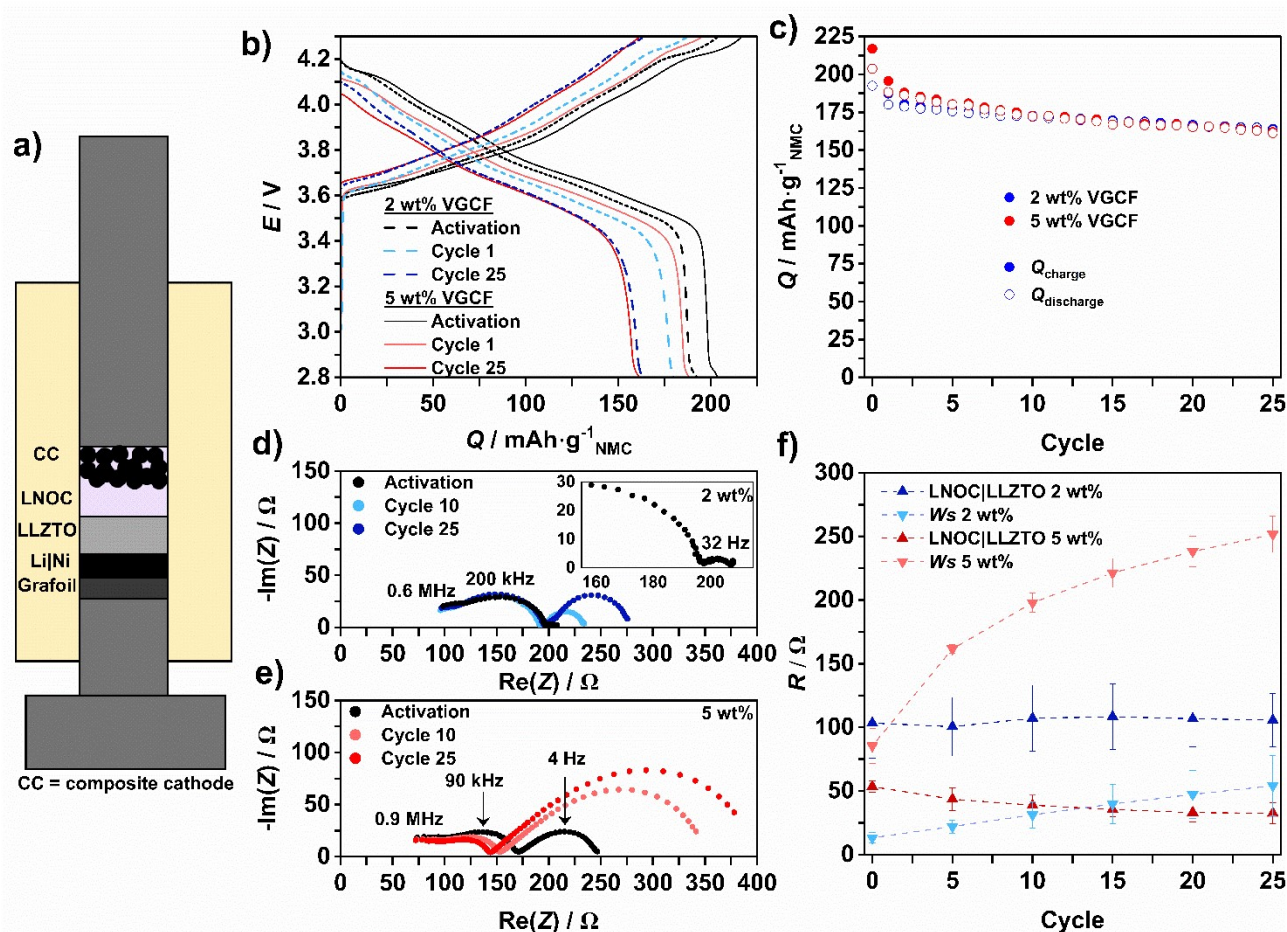 a)
CC
LNOC
LLZTO
Li|Ni
Grafoil
CC = composite cathode
b)
4.2
4.0
3.8
3.6
3.4
3.2
3.0
2.8
E / V
2 wt% VGCF
Activation
Cycle 1
Cycle 25
5 wt% VGCF
Activation
Cycle 1
Cycle 25
0 50 100 150 200
Q / mAh·g⁻¹NMC
c)
225
200
175
150
125
100
75
50
25
0
Q / mAh·g⁻¹NMC
2 wt% VGCF
5 wt% VGCF
Qcharge
Qdischarge
0 5 10 15 20 25
Cycle
d)
150
100
50
0
-Im(Z) / Ω
Activation
Cycle 10
Cycle 25
0.6 MHz
200 kHz
30
20
10
0
2 wt%
32 Hz
160 180 200
0 50 100 150 200 250 300 350 400
Re(Z) / Ω
e)
150
100
50
0
-Im(Z) / Ω
Activation
Cycle 10
Cycle 25
5 wt%
0.9 MHz
90 kHz
4 Hz
0 50 100 150 200 250 300 350 400
Re(Z) / Ω
f)
300
250
200
150
100
50
0
R / Ω
LNOC|LLZTO 2 wt%
Ws 2 wt%
LNOC|LLZTO 5 wt%
Ws 5 wt%
0 5 10 15 20 25
Cycle